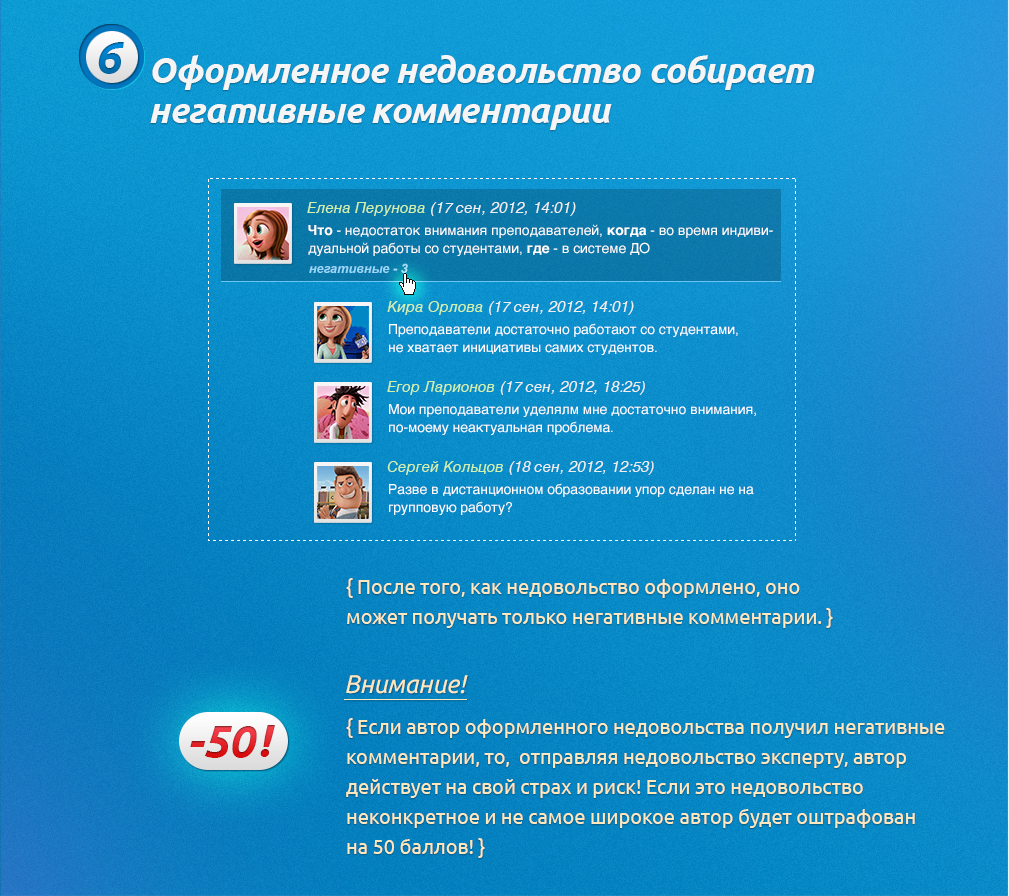 6
Оформленное недовольство собирает
негативные комментарии
Елена Перунова (17 сен, 2012, 14:01)
Что - недостаток внимания преподавателей, когда - во время индиви-
дуальной работы со студентами, где - в системе ДО
негативные - 3
Кира Орлова (17 сен, 2012, 14:01)
Преподаватели достаточно работают со студентами,
не хватает инициативы самих студентов.
Егор Ларионов (17 сен, 2012, 18:25)
Мои преподаватели уделялм мне достаточно внимания,
по-моему неактуальная проблема.
Сергей Кольцов (18 сен, 2012, 12:53)
Разве в дистанционном образовании упор сделан не на
групповую работу?
{ После того, как недовольство оформлено, оно
может получать только негативные комментарии. }
Внимание!
-50!
{ Если автор оформленного недовольства получил негативные
комментарии, то, отправляя недовольство эксперту, автор
действует на свой страх и риск! Если это недовольство
неконкретное и не самое широкое автор будет оштрафован
на 50 баллов! }